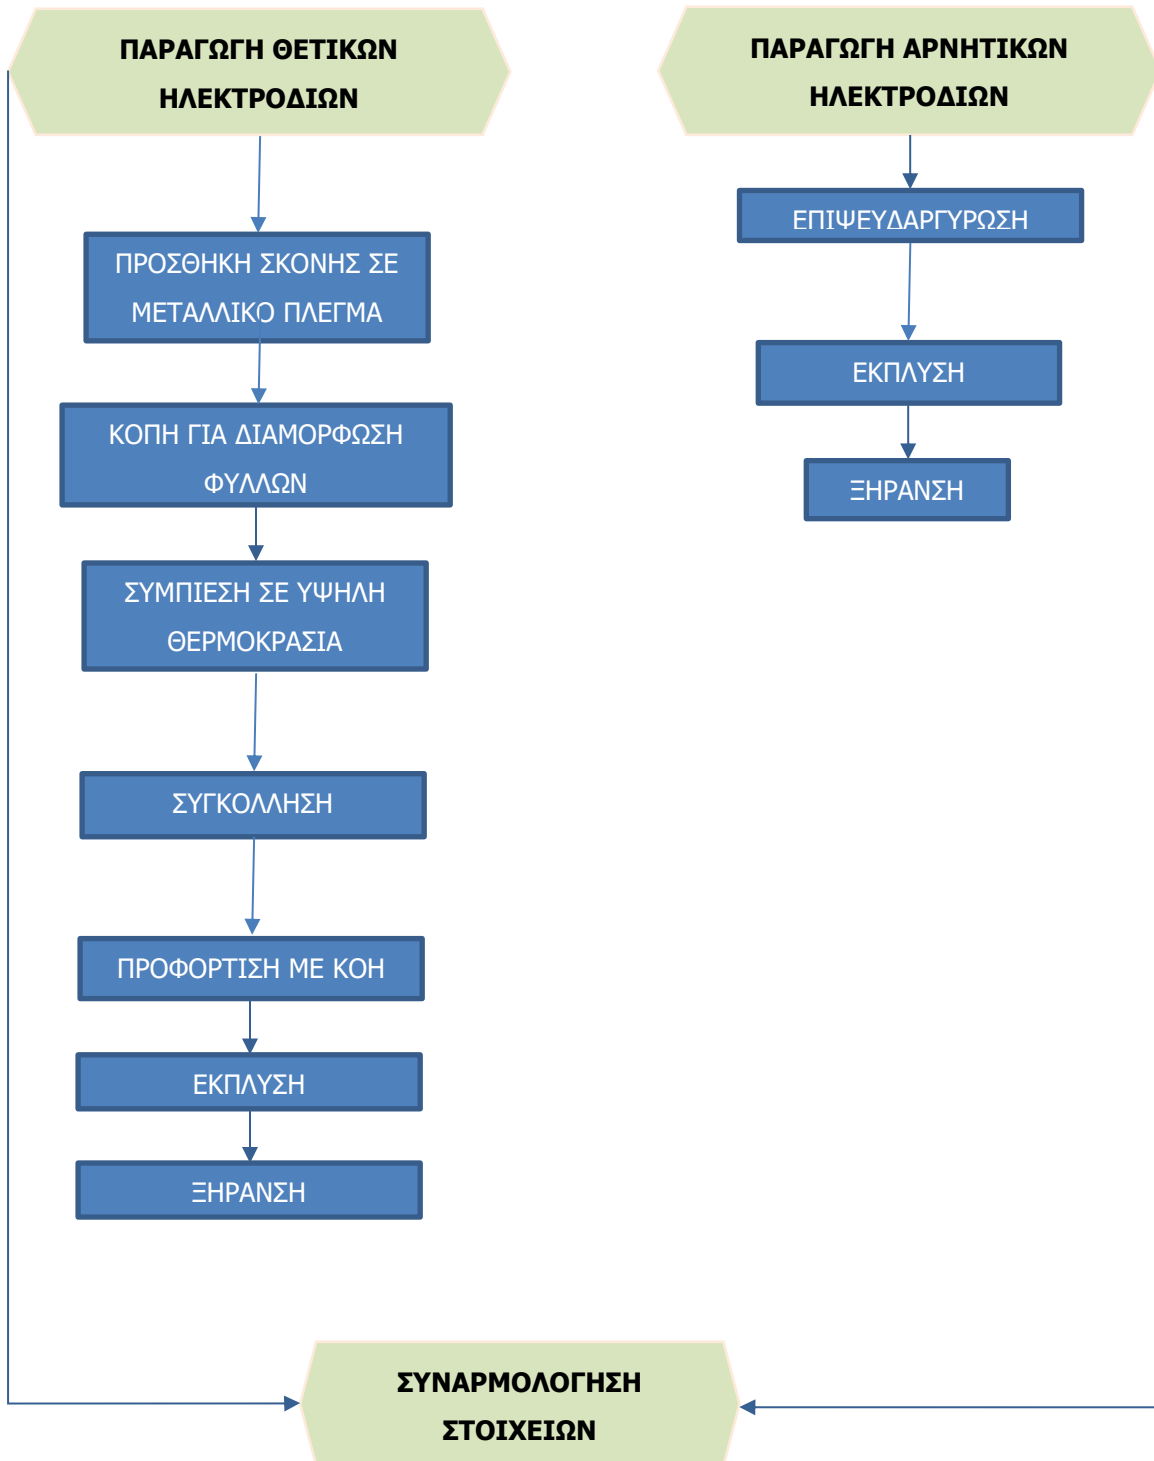 ΠΑΡΑΓΩΓΗ ΘΕΤΙΚΩΝ
ΗΛΕΚΤΡΟΔΙΩΝ
ΠΡΟΣΘΗΚΗ ΣΚΟΝΗΣ ΣΕ
ΜΕΤΑΛΛΙΚΟ ΠΛΕΓΜΑ
ΚΟΠΗ ΓΙΑ ΔΙΑΜΟΡΦΩΣΗ
ΦΥΛΛΩΝ
ΣΥΜΠΙΕΣΗ ΣΕ ΥΨΗΛΗ
ΘΕΡΜΟΚΡΑΣΙΑ
ΣΥΓΚΟΛΛΗΣΗ
ΠΡΟΦΟΡΤΙΣΗ ΜΕ ΚΟΗ
ΕΚΠΛΥΣΗ
ΞΗΡΑΝΣΗ
ΠΑΡΑΓΩΓΗ ΑΡΝΗΤΙΚΩΝ
ΗΛΕΚΤΡΟΔΙΩΝ
ΕΠΙΨΕΥΔΑΡΓΥΡΩΣΗ
ΕΚΠΛΥΣΗ
ΞΗΡΑΝΣΗ
ΣΥΝΑΡΜΟΛΟΓΗΣΗ
ΣΤΟΙΧΕΙΩΝ